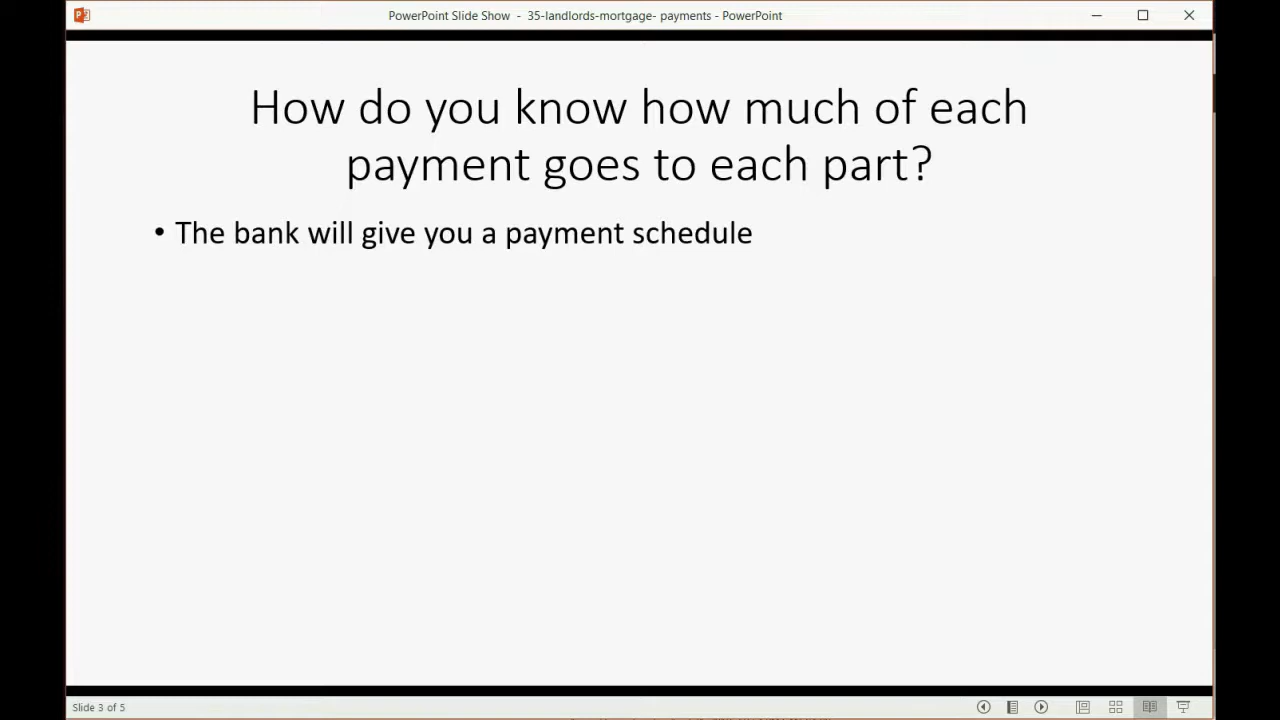 PowerPoint Slide Show - 35-landlords-mortgage- payments - PowerPoint
How do you know how much of each
payment goes to each part?
• The bank will give you a payment schedule
Slide 3 of 5